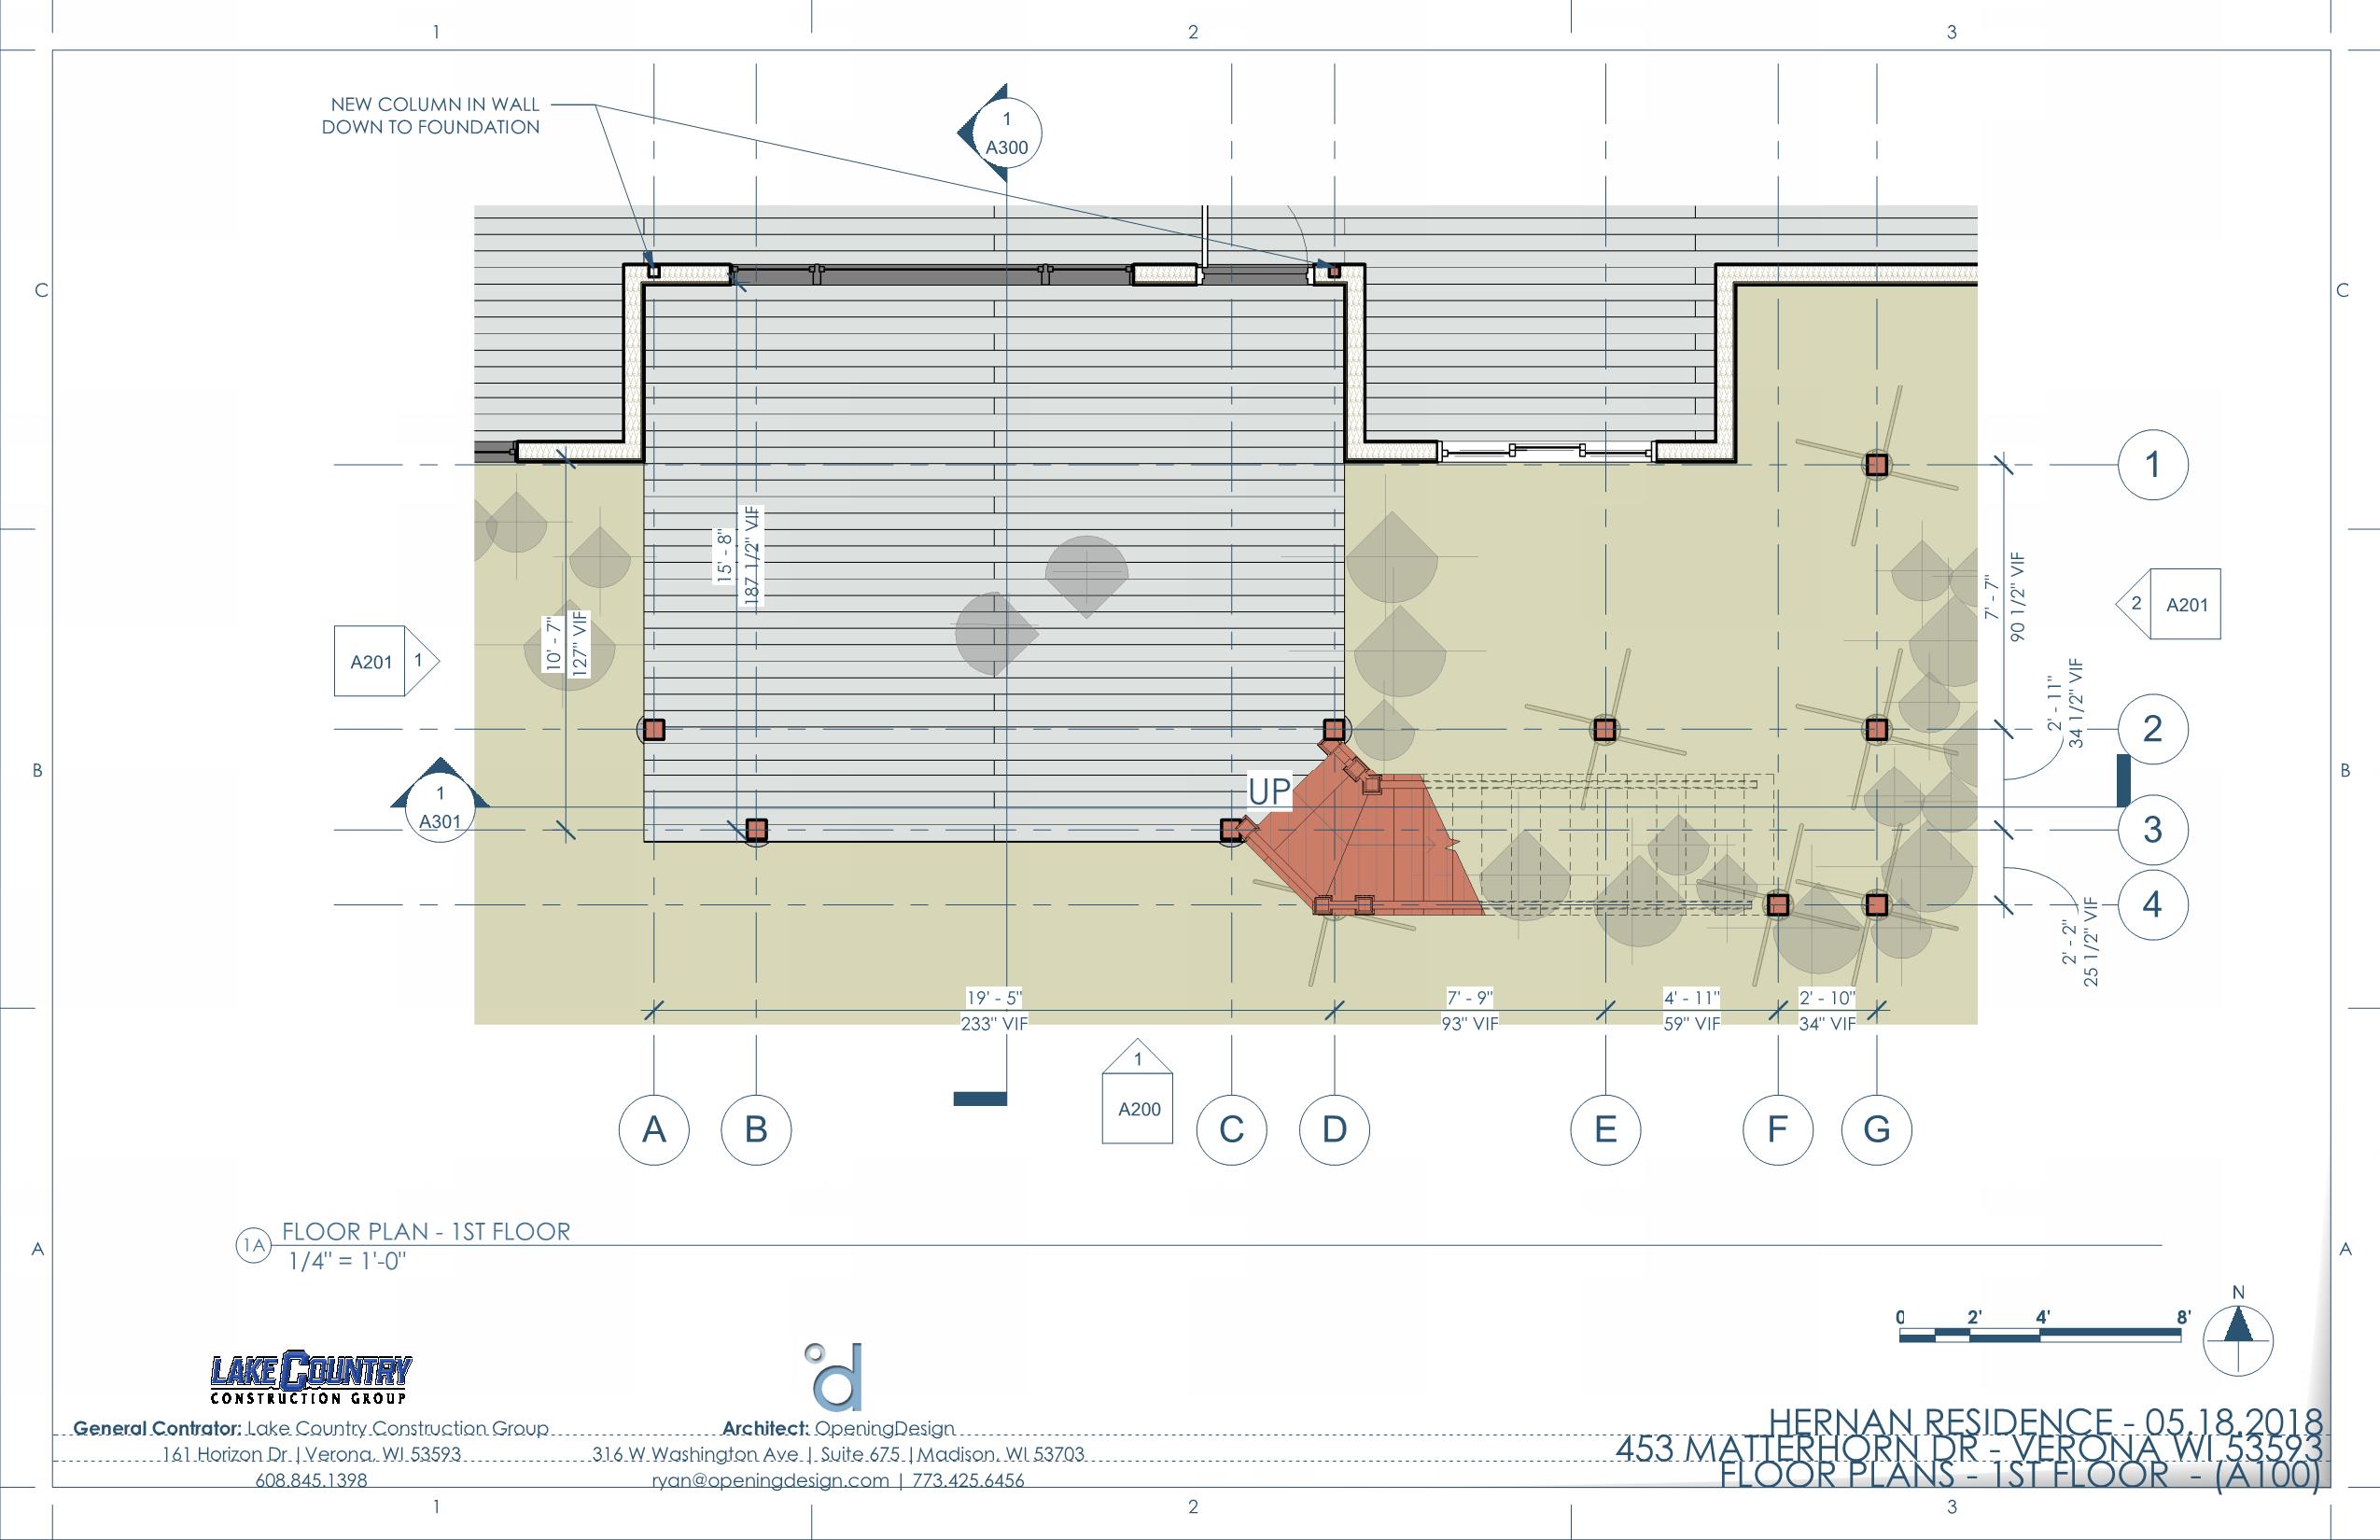 1
2
3
NEW COLUMN IN WALL
DOWN TO FOUNDATION
1
A300
C
C
1
15' - 8"
187 1/2" VIF
10' - 7"
127" VIF
7' - 7"
90 1/2" VIF
2
A201
A201
1
2' - 11"
34 1/2" VIF
2
UP
B
B
1
A301
3
4
2' - 2"
25 1/2" VIF
19' - 5"
233" VIF
7' - 9"
93" VIF
4' - 11"
59" VIF
2' - 10"
34" VIF
1
A200
A
B
C
D
E
F
G
1A
FLOOR PLAN - 1ST FLOOR
1/4" = 1'-0"
A
A
N
0
2'
4'
8'
LAKE COUNTRY
CONSTRUCTION GROUP
d
General Contrator: Lake Country Construction Group
161 Horizon Dr | Verona, WI 53593
608.845.1398
Architect: OpeningDesign
316 W Washington Ave | Suite 675 | Madison, WI 53703
ryan@openingdesign.com | 773.425.6456
HERNAN RESIDENCE - 05.18.2018
453 MATTERHORN DR - VERONA WI 53593
FLOOR PLANS - 1ST FLOOR - (A100)
1
2
3